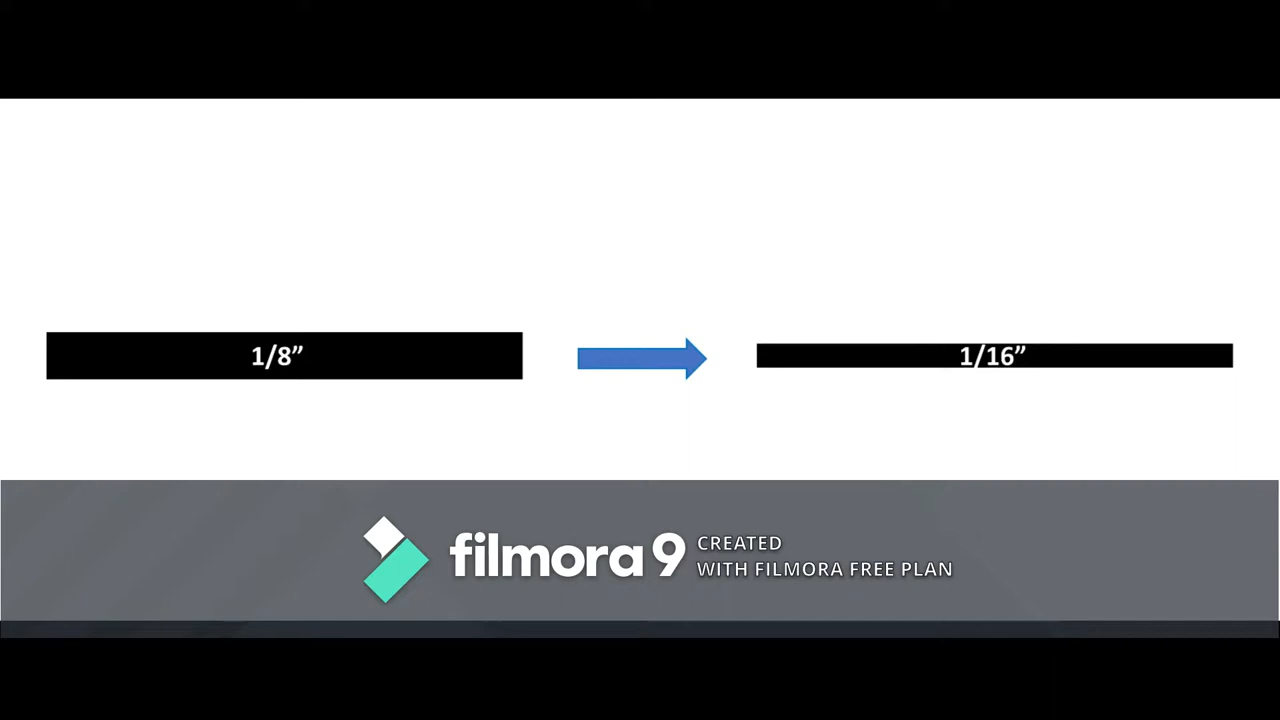 1/8”
1/16”
filmora 9
CREATED
WITH FILMORA FREE PLAN